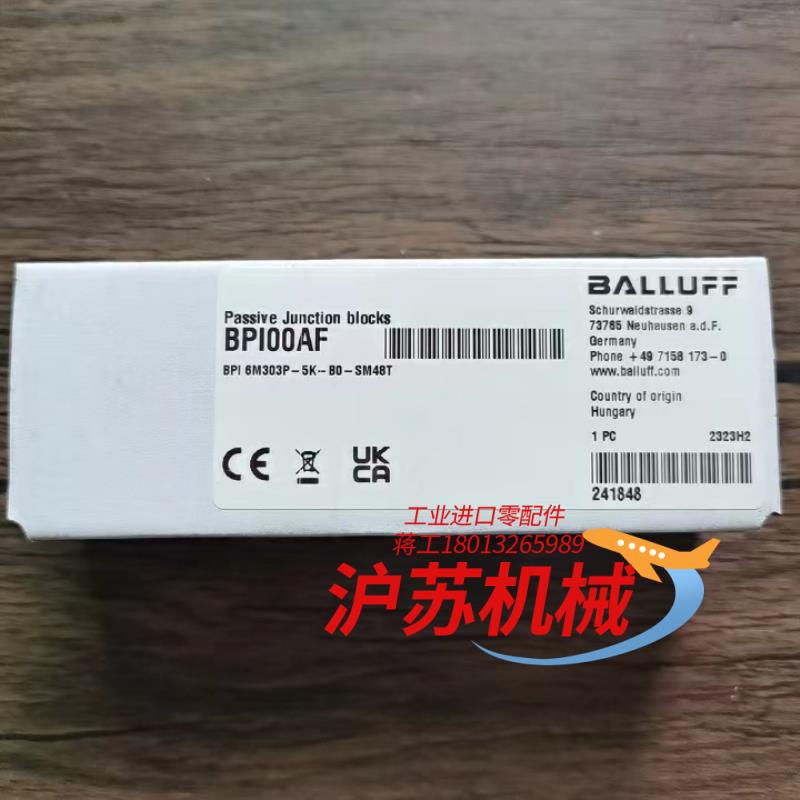 BALLUFF
Schurwaldstrasse 9
73765 Neuhausen a.d.F.
Germany
Phone +49 7158 173-0
www.balluff.com
Country of origin
Hungary
1 PC 2323H2
241848
Passive Junction blocks
BPI00AF
BPI 6M303P-5K-B0-SM48T
CE
UK
CA
工业进口零配件
蒋工18013265989
沪苏机械